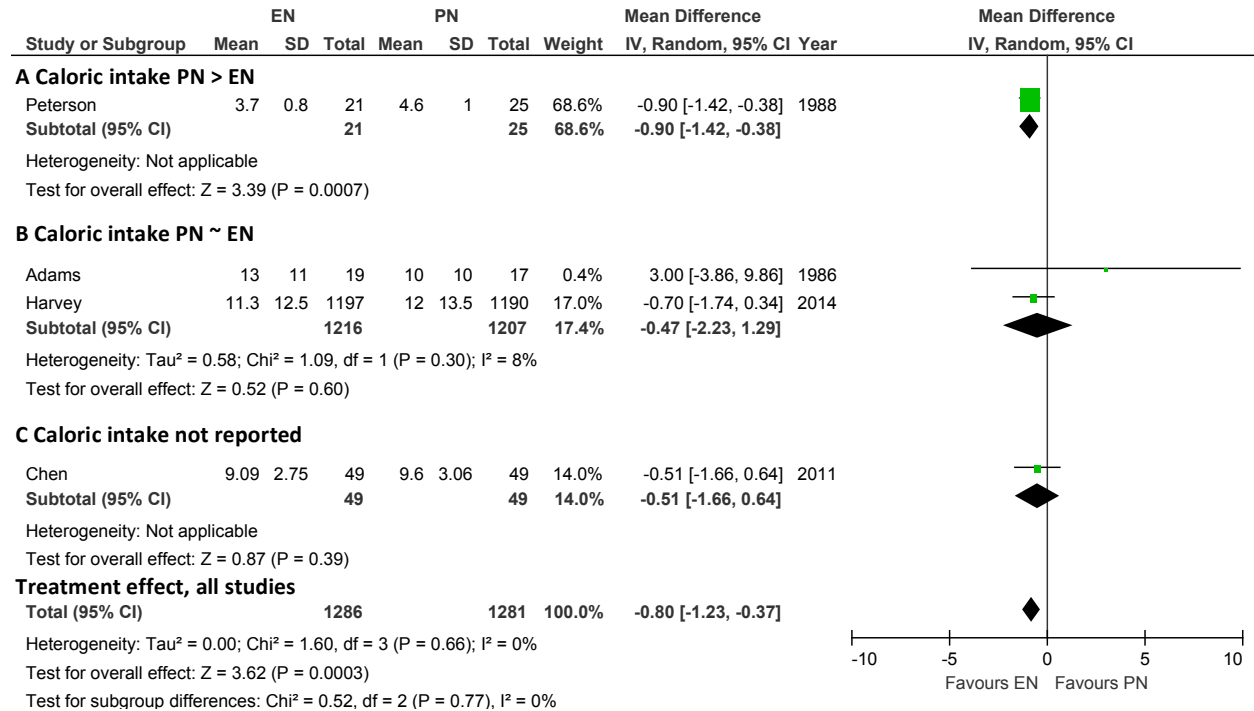 EN PN Mean Difference Mean Difference
Study or Subgroup Mean SD Total Mean SD Total Weight IV, Random, 95% CI Year IV, Random, 95% CI
A Caloric intake PN > EN
Peterson 3.7 0.8 21 4.6 1 25 68.6% -0.90 [-1.42, -0.38] 1988
Subtotal (95% CI) 21 25 68.6% -0.90 [-1.42, -0.38]
Heterogeneity: Not applicable
Test for overall effect: Z = 3.39 (P = 0.0007)
B Caloric intake PN ~ EN
Adams 13 11 19 10 10 17 0.4% 3.00 [-3.86, 9.86] 1986
Harvey 11.3 12.5 1197 12 13.5 1190 17.0% -0.70 [-1.74, 0.34] 2014
Subtotal (95% CI) 1216 1207 17.4% -0.47 [-2.23, 1.29]
Heterogeneity: Tau² = 0.58; Chi² = 1.09, df = 1 (P = 0.30); I² = 8%
Test for overall effect: Z = 0.52 (P = 0.60)
C Caloric intake not reported
Chen 9.09 2.75 49 9.6 3.06 49 14.0% -0.51 [-1.66, 0.64] 2011
Subtotal (95% CI) 49 49 14.0% -0.51 [-1.66, 0.64]
Heterogeneity: Not applicable
Test for overall effect: Z = 0.87 (P = 0.39)
Treatment effect, all studies
Total (95% CI) 1286 1281 100.0% -0.80 [-1.23, -0.37]
Heterogeneity: Tau² = 0.00; Chi² = 1.60, df = 3 (P = 0.66); I² = 0%
Test for overall effect: Z = 3.62 (P = 0.0003)
Test for subgroup differences: Chi² = 0.52, df = 2 (P = 0.77), I² = 0%
-10 -5 0 5 10
Favours EN Favours PN